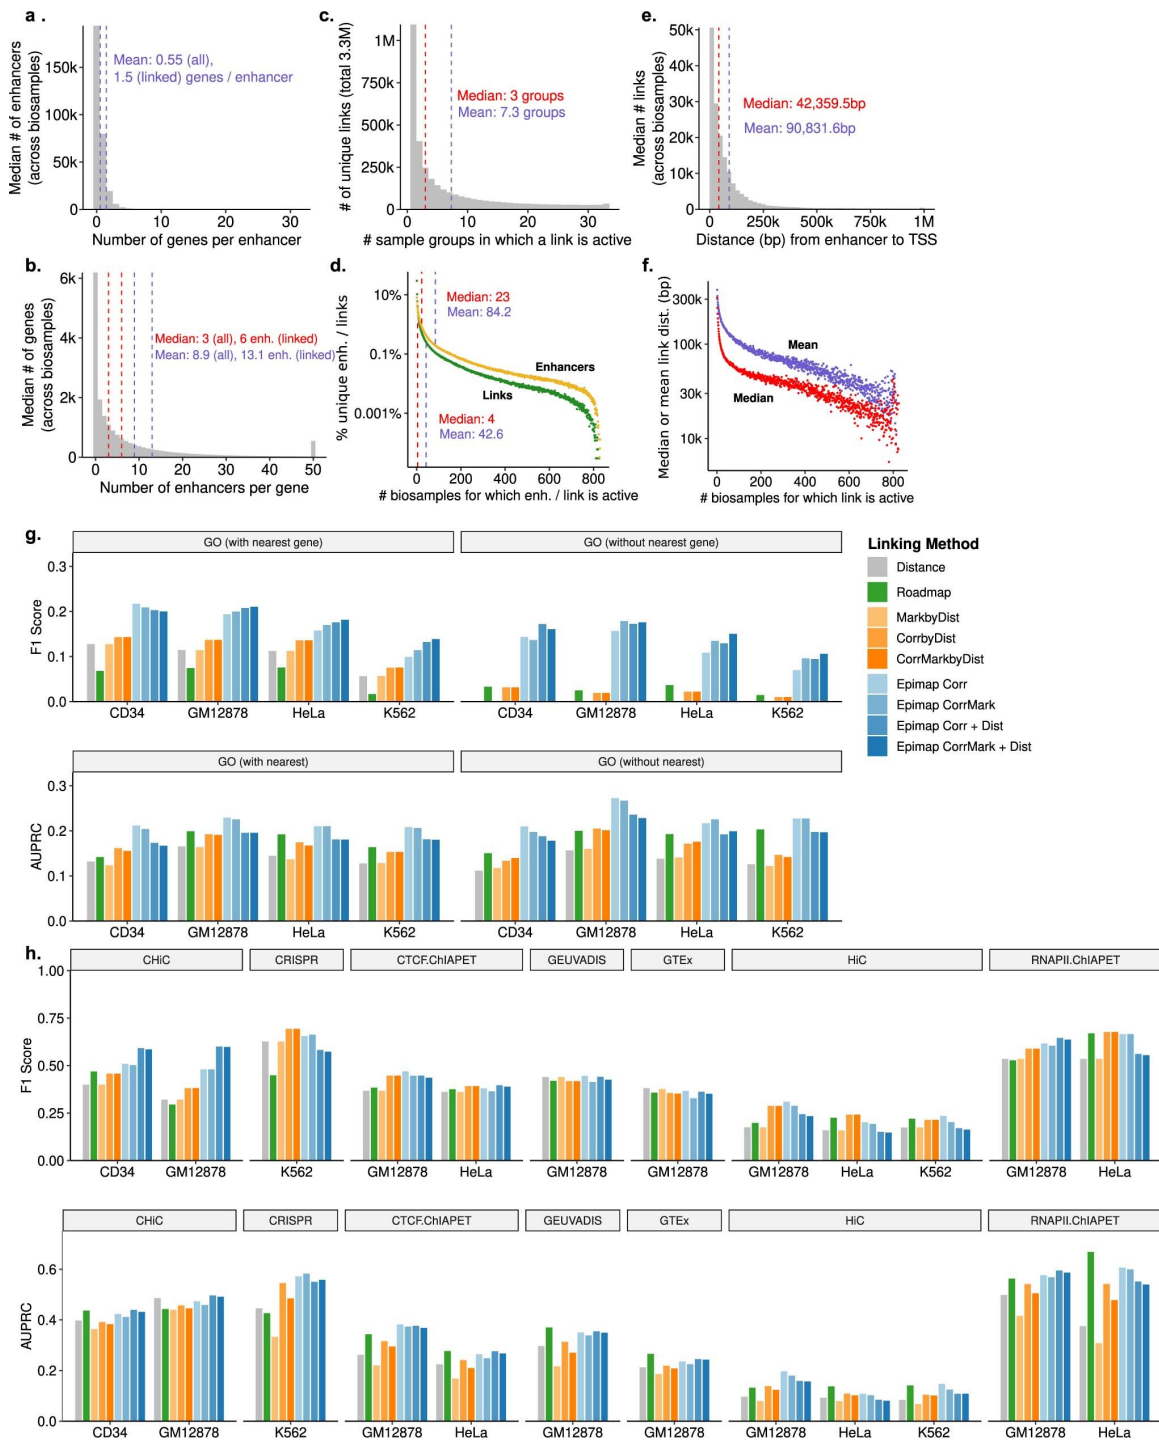 a .
Median # of enhancers
(across biosamples)
150k
100k
50k
0
Mean: 0.55 (all),
1.5 (linked) genes / enhancer
0 10 20 30
Number of genes per enhancer
c.
# of unique links (total 3.3M)
1M
750k
500k
250k
0
Median: 3 groups
Mean: 7.3 groups
0 10 20 30
# sample groups in which a link is active
e.
Median # links
(across biosamples)
50k
40k
30k
20k
10k
0
Median: 42,359.5bp
Mean: 90,831.6bp
0 250k 500k 750k 1M
Distance (bp) from enhancer to TSS
b.
Median # of genes
(across biosamples)
6k
4k
2k
0
Median: 3 (all), 6 enh. (linked)
Mean: 8.9 (all), 13.1 enh. (linked)
0 10 20 30 40 50
Number of enhancers per gene
d.
% unique enh. / links
10%
0.1%
0.001%
Median: 23
Mean: 84.2
Enhancers
Links
Median: 4
Mean: 42.6
0 200 400 600 800
# biosamples for which enh. / link is active
f.
Median or mean link dist. (bp)
300k
100k
30k
10k
Mean
Median
0 200 400 600 800
# biosamples for which link is active
g.
GO (with nearest gene) GO (without nearest gene)
F1 Score
0.3
0.2
0.1
0.0
CD34 GM12878 HeLa K562 CD34 GM12878 HeLa K562
Linking Method
Distance
Roadmap
MarkbyDist
CorrbyDist
CorrMarkbyDist
Epimap Corr
Epimap CorrMark
Epimap Corr + Dist
Epimap CorrMark + Dist
GO (with nearest) GO (without nearest)
AUPRC
0.3
0.2
0.1
0.0
CD34 GM12878 HeLa K562 CD34 GM12878 HeLa K562
h.
CHiC CRISPR CTCF.ChIAPET GEUVADIS GTEx HiC RNAPII.ChIAPET
F1 Score
1.00
0.75
0.50
0.25
0.00
CD34 GM12878 K562 GM12878 HeLa GM12878 GM12878 GM12878 HeLa K562 GM12878 HeLa
CHiC CRISPR CTCF.ChIAPET GEUVADIS GTEx HiC RNAPII.ChIAPET
AUPRC
0.6
0.4
0.2
0.0
CD34 GM12878 K562 GM12878 HeLa GM12878 GM12878 GM12878 HeLa K562 GM12878 HeLa